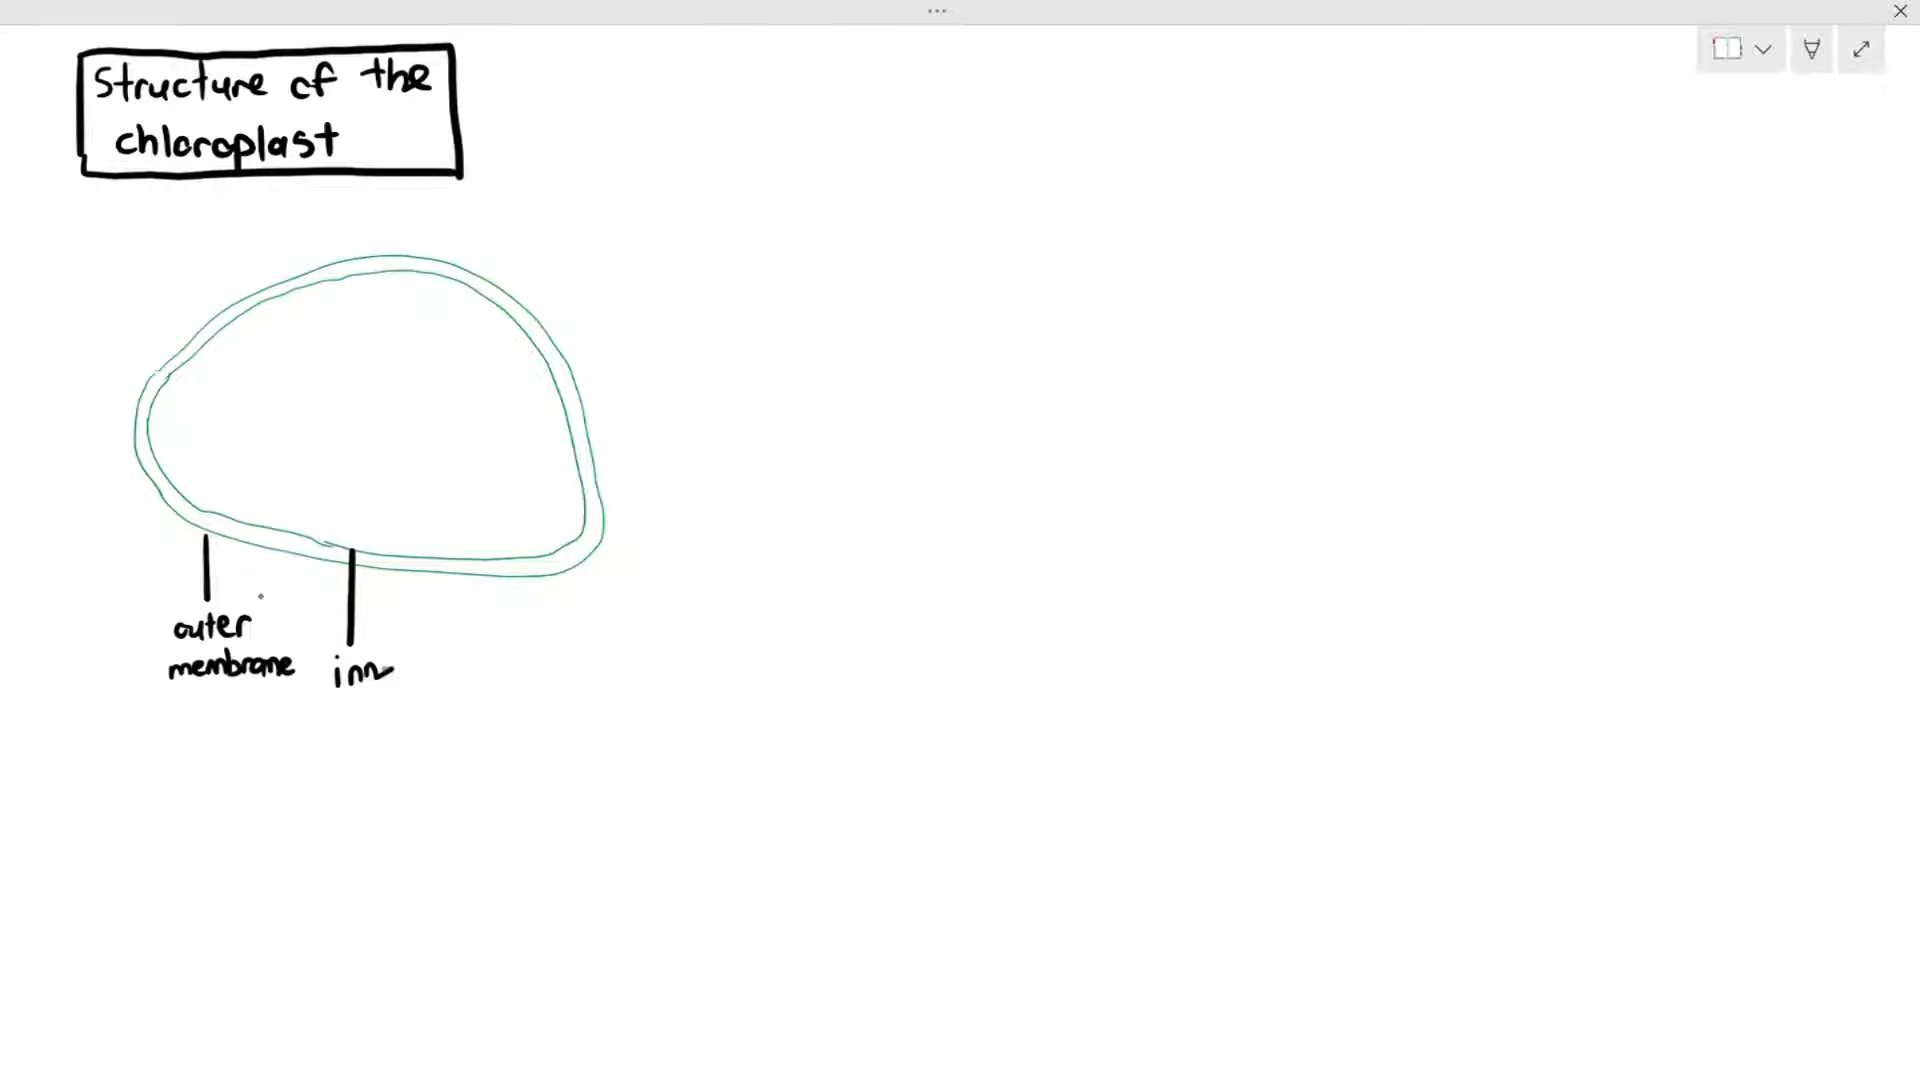 Structure of the
chloroplast
outer
membrane
inn